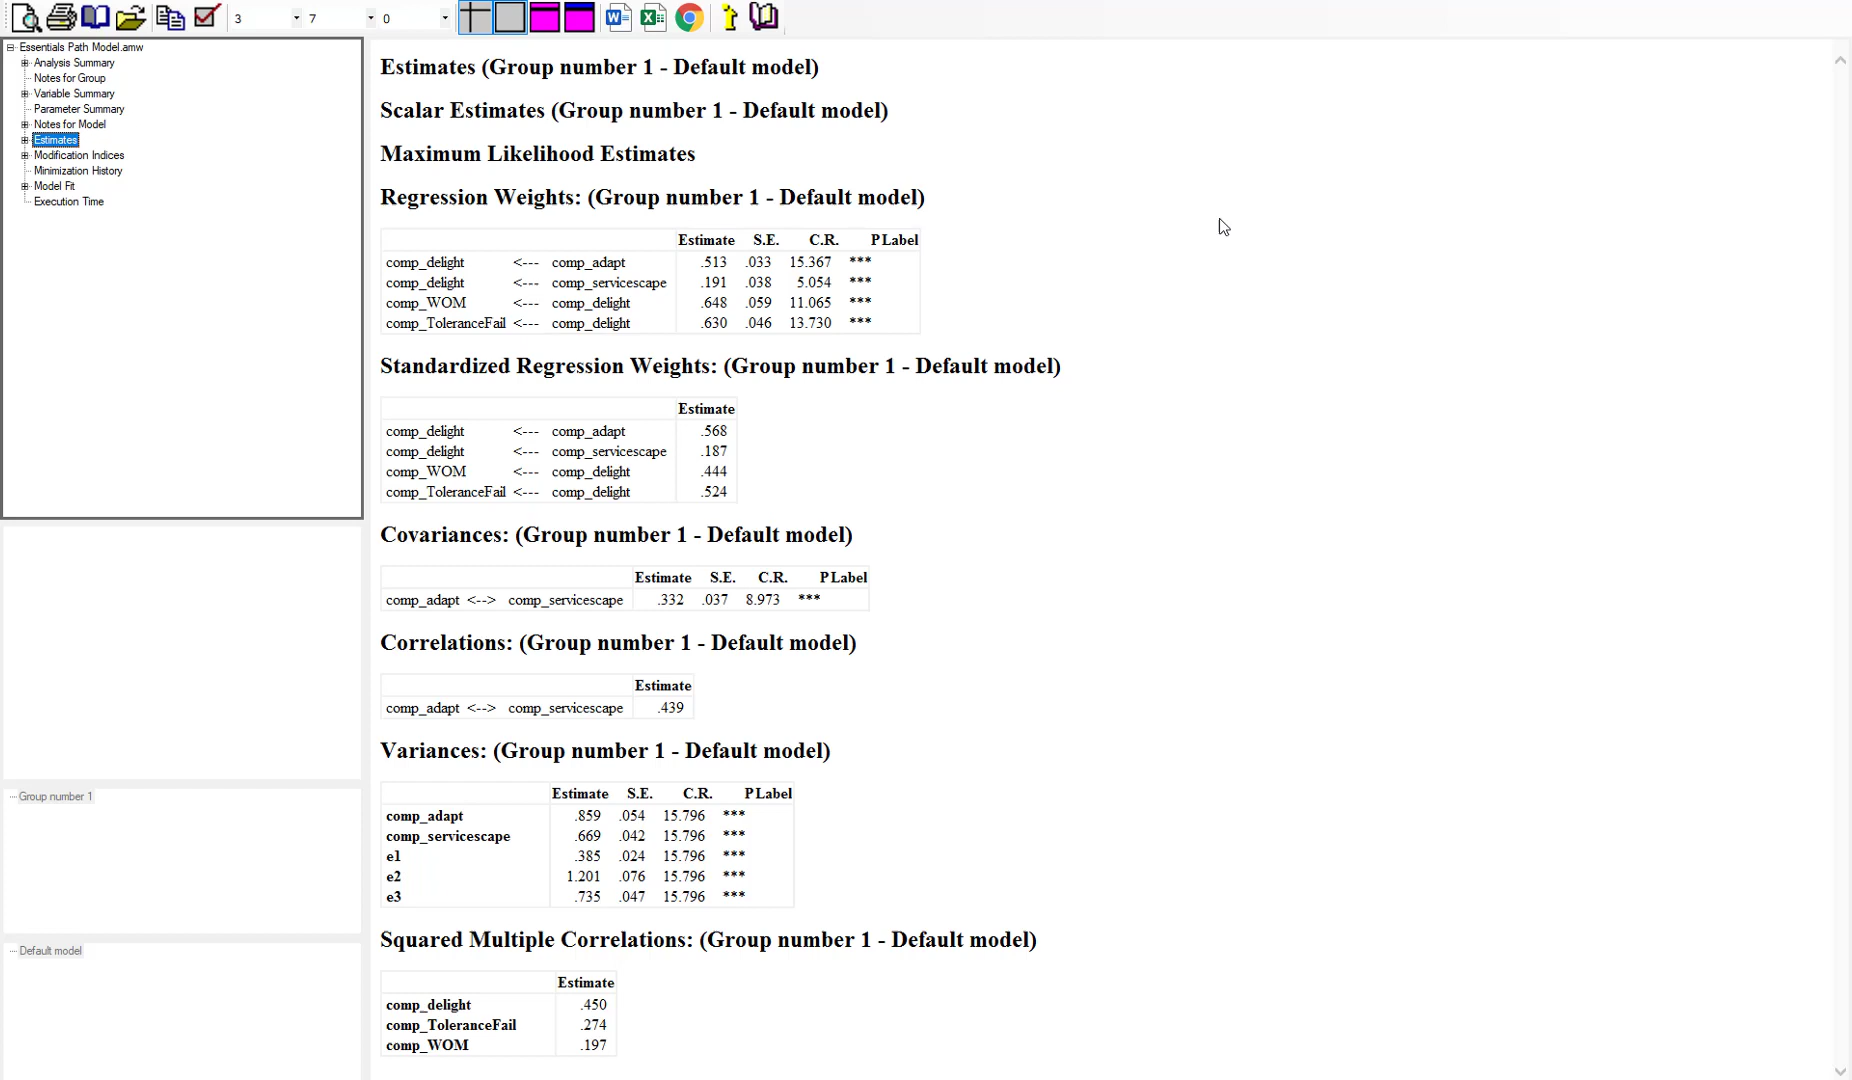 3 7 0
Essentials Path Model.amw
Analysis Summary
Notes for Group
Variable Summary
Parameter Summary
Notes for Model
Estimates
Modification Indices
Minimization History
Model Fit
Execution Time
Group number 1
Default model
Estimates (Group number 1 - Default model)
Scalar Estimates (Group number 1 - Default model)
Maximum Likelihood Estimates
Regression Weights: (Group number 1 - Default model)
Estimate S.E. C.R. P Label
comp_delight <--- comp_adapt .513 .033 15.367 ***
comp_delight <--- comp_servicescape .191 .038 5.054 ***
comp_WOM <--- comp_delight .648 .059 11.065 ***
comp_ToleranceFail <--- comp_delight .630 .046 13.730 ***
Standardized Regression Weights: (Group number 1 - Default model)
Estimate
comp_delight <--- comp_adapt .568
comp_delight <--- comp_servicescape .187
comp_WOM <--- comp_delight .444
comp_ToleranceFail <--- comp_delight .524
Covariances: (Group number 1 - Default model)
Estimate S.E. C.R. P Label
comp_adapt <--> comp_servicescape .332 .037 8.973 ***
Correlations: (Group number 1 - Default model)
Estimate
comp_adapt <--> comp_servicescape .439
Variances: (Group number 1 - Default model)
Estimate S.E. C.R. P Label
comp_adapt .859 .054 15.796 ***
comp_servicescape .669 .042 15.796 ***
e1 .385 .024 15.796 ***
e2 1.201 .076 15.796 ***
e3 .735 .047 15.796 ***
Squared Multiple Correlations: (Group number 1 - Default model)
Estimate
comp_delight .450
comp_ToleranceFail .274
comp_WOM .197